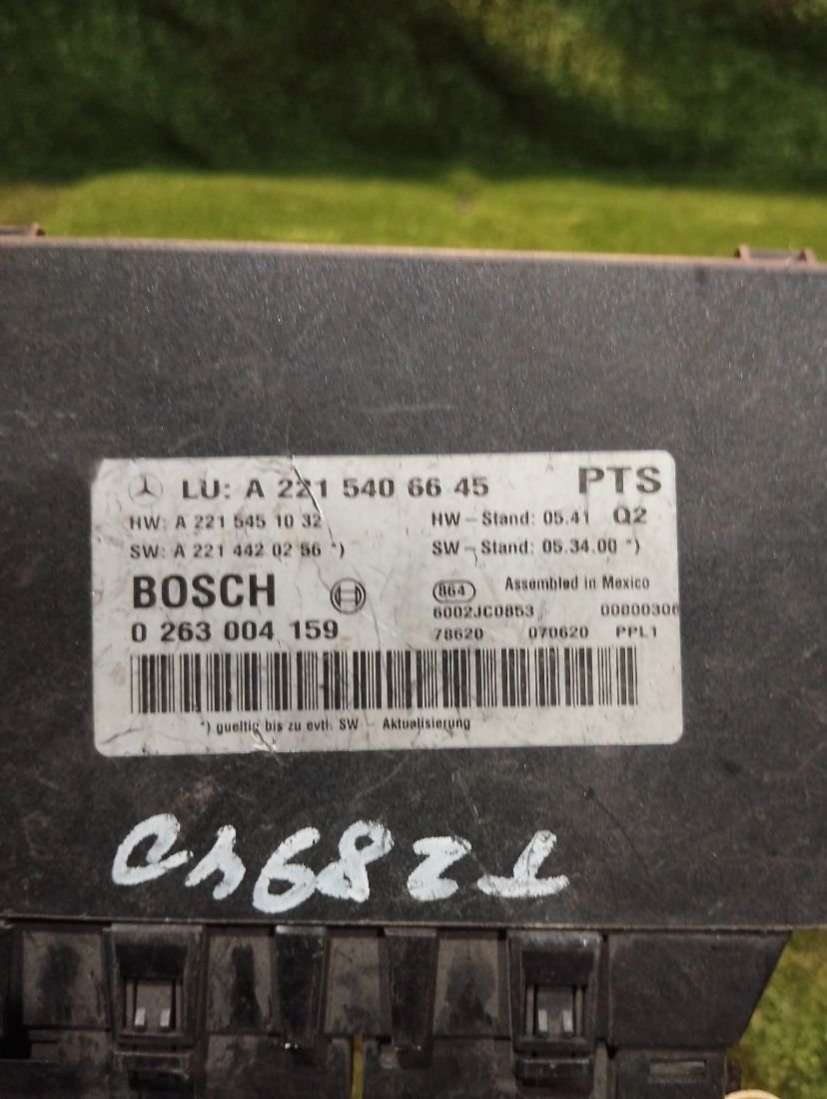 LU: A 221 540 66 45 PTS
HW: A 221 545 10 32 HW-Stand: 05.41 Q2
SW: A 221 442 02 56 *) SW-Stand: 05.34.00 *)
BOSCH 864 Assembled in Mexico
6002JC0853 0000030
0 263 004 159 78620 070620 PPL1
*) gueltig bis zu evtl. SW - Aktualisierung